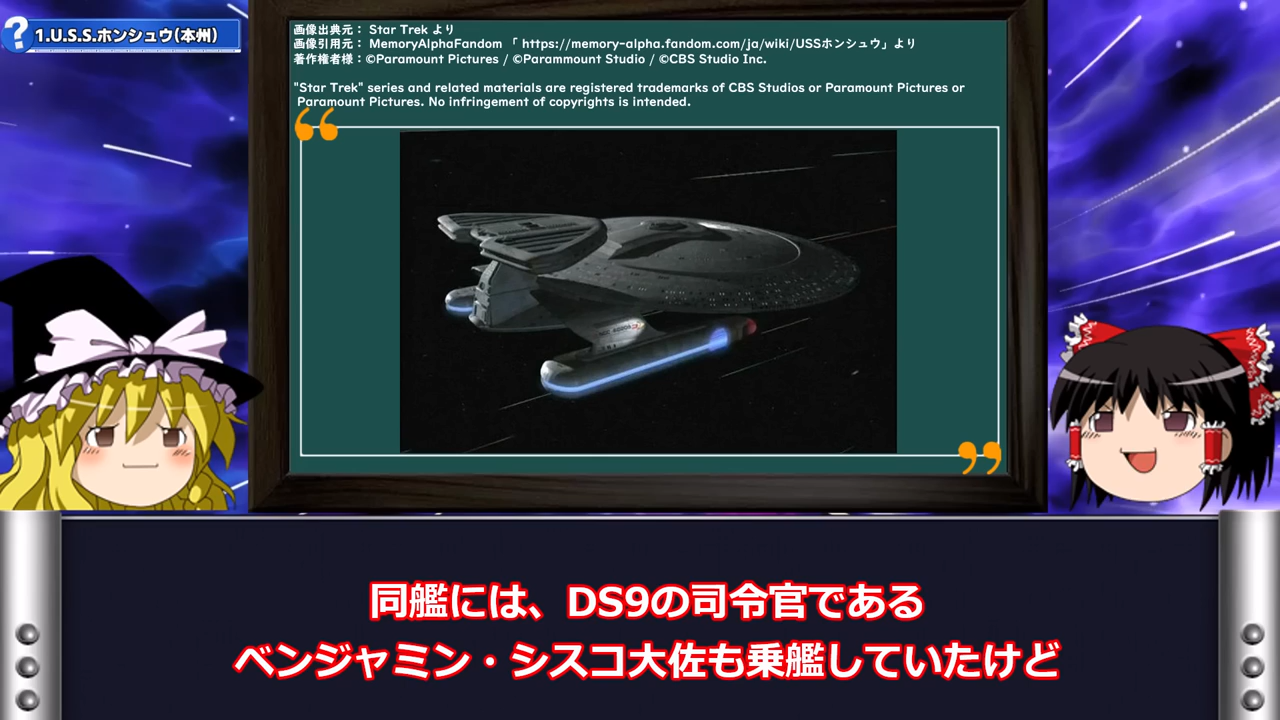 1.U.S.S.ホンシュウ(本州)
画像出典元： Star Trek より
画像引用元： MemoryAlphaFandom 「 https://memory-alpha.fandom.com/ja/wiki/USSホンシュウ」より
著作権者様：©Paramount Pictures / ©Parammount Studio / ©CBS Studio Inc.
"Star Trek" series and related materials are registered trademarks of CBS Studios or Paramount Pictures or
Paramount Pictures. No infringement of copyrights is intended.
同艦には、DS9の司令官である
ベンジャミン・シスコ大佐も乗艦していたけど